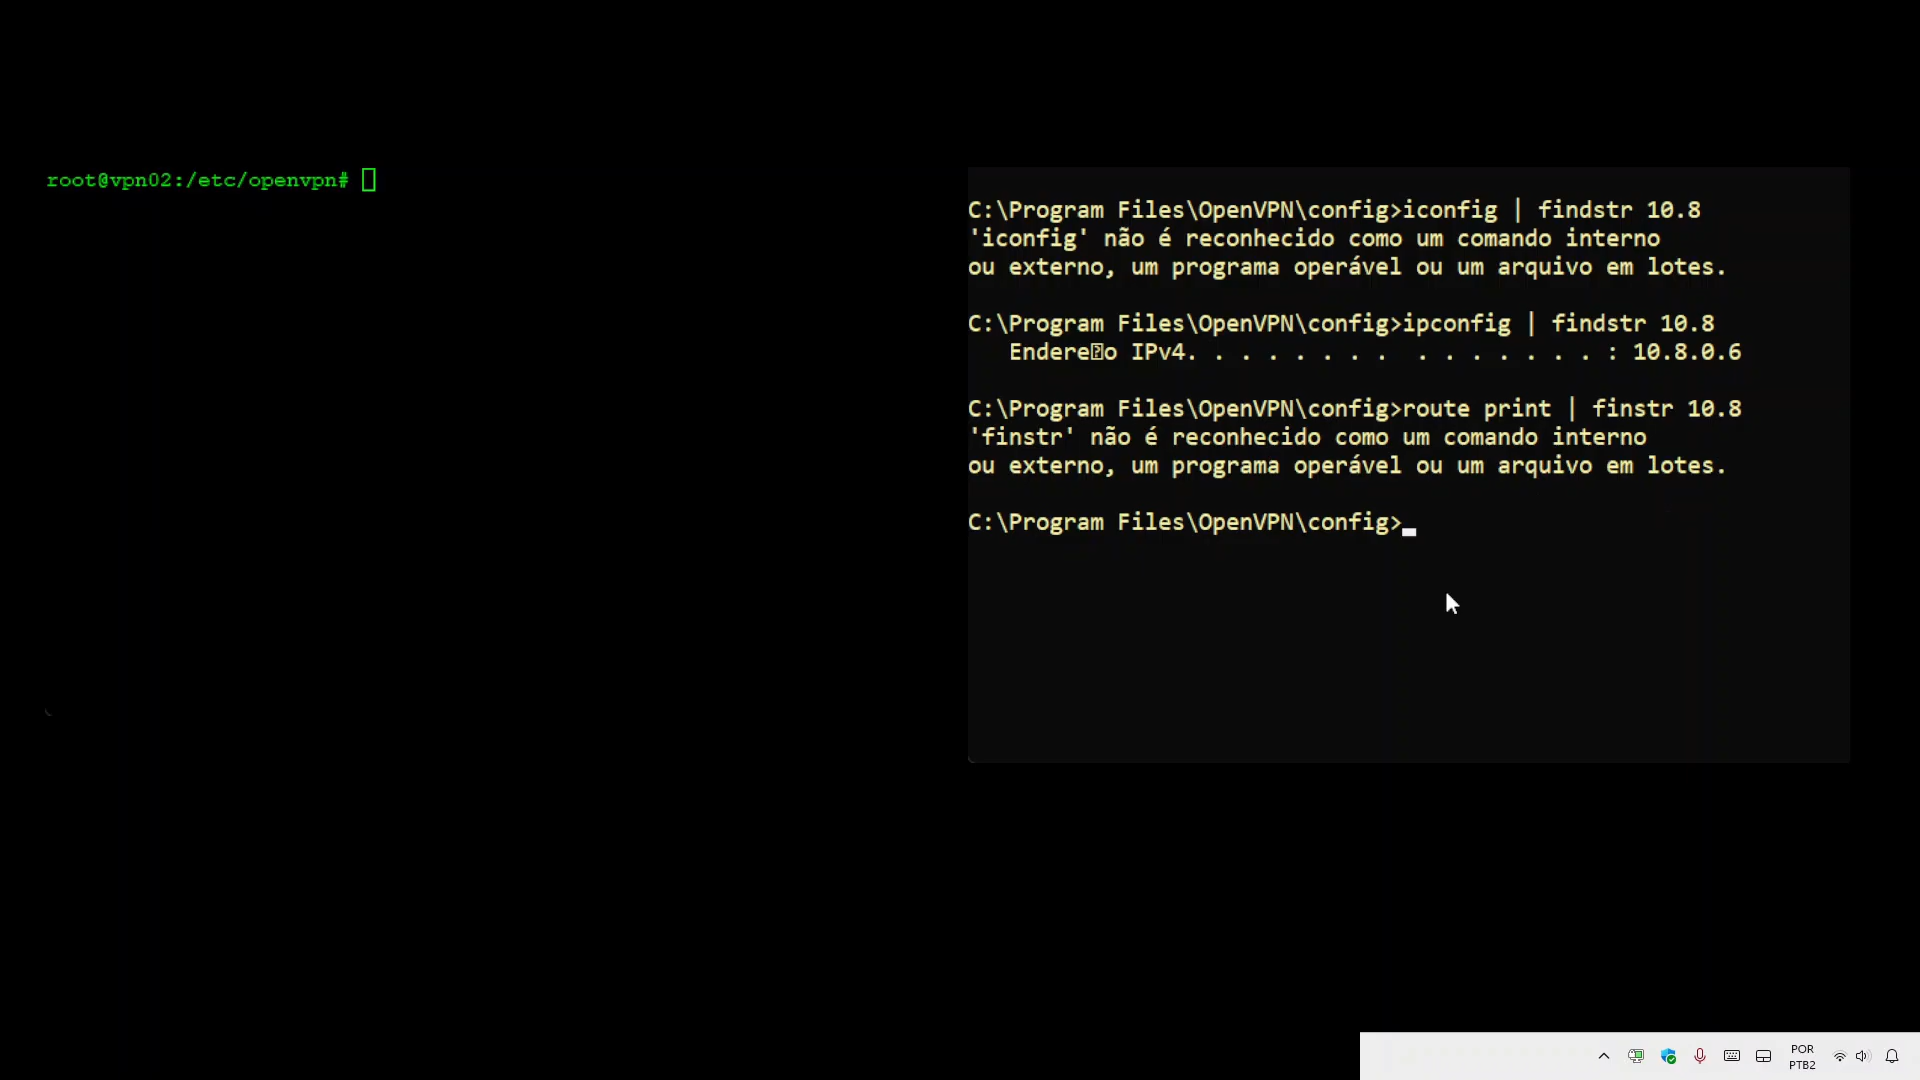 root@vpn02:/etc/openvpn#
C:\Program Files\OpenVPN\config>iconfig | findstr 10.8
'iconfig' não é reconhecido como um comando interno
ou externo, um programa operável ou um arquivo em lotes.
C:\Program Files\OpenVPN\config>ipconfig | findstr 10.8
Endere�o IPv4. . . . . . . . . . . . . . . : 10.8.0.6
C:\Program Files\OpenVPN\config>route print | finstr 10.8
'finstr' não é reconhecido como um comando interno
ou externo, um programa operável ou um arquivo em lotes.
C:\Program Files\OpenVPN\config>
POR
PTB2